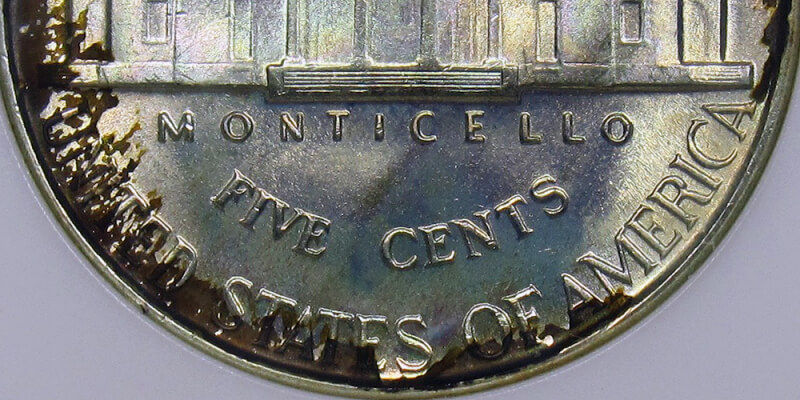 MONTICELLO
FIVE CENTS
UNITED STATES OF AMERICA